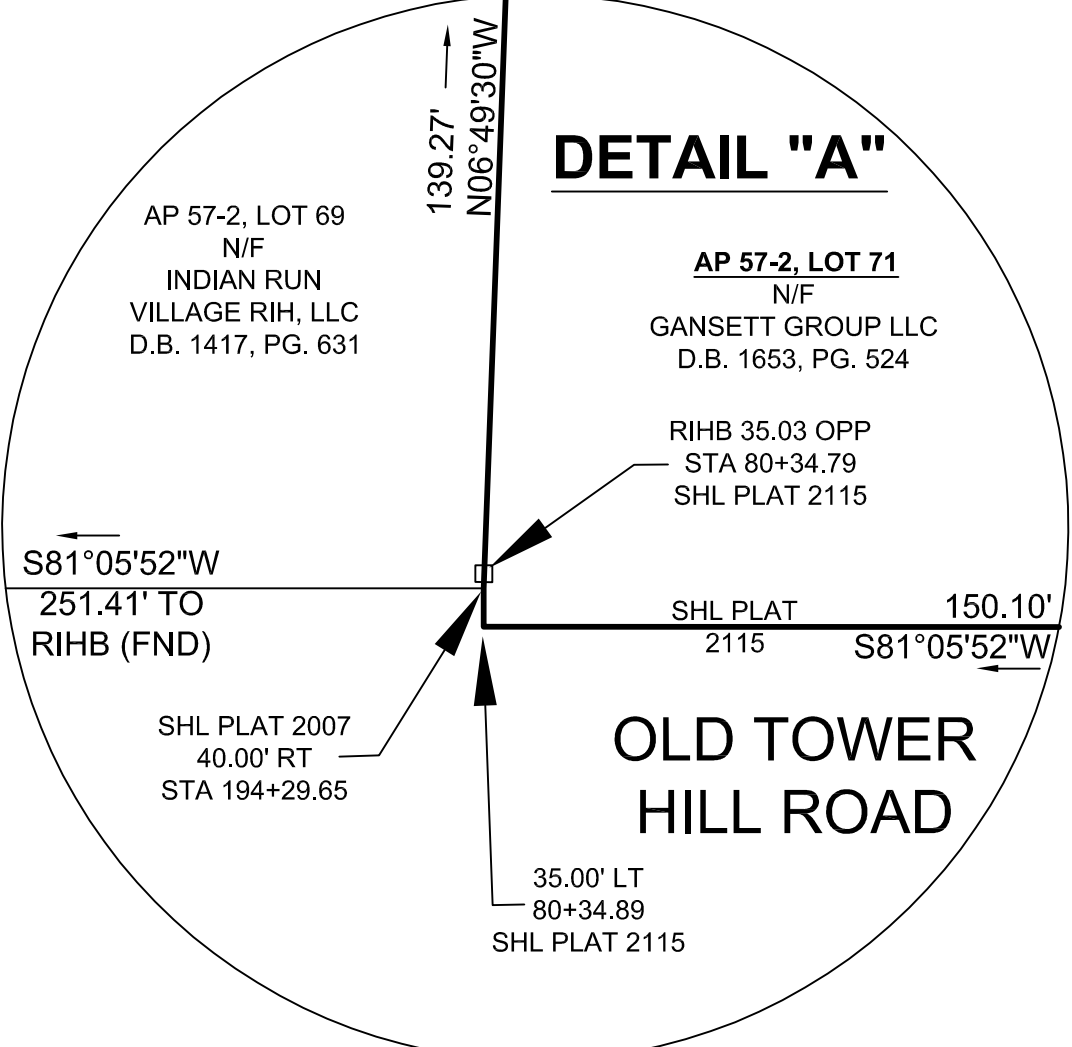 139.27'
N06°49'30"W
DETAIL "A"
AP 57-2, LOT 69
N/F
INDIAN RUN
VILLAGE RIH, LLC
D.B. 1417, PG. 631
AP 57-2, LOT 71
N/F
GANSETT GROUP LLC
D.B. 1653, PG. 524
RIHB 35.03 OPP
STA 80+34.79
SHL PLAT 2115
S81°05'52"W
251.41' TO
RIHB (FND)
SHL PLAT
2115
150.10'
S81°05'52"W
SHL PLAT 2007
40.00' RT
STA 194+29.65
OLD TOWER
HILL ROAD
35.00' LT
80+34.89
SHL PLAT 2115